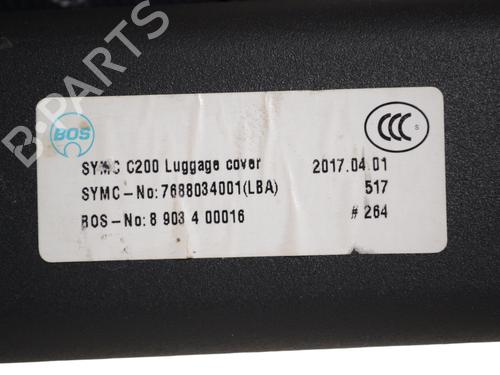 B-PARTS
BOS
CCC S
SYMC C200 Luggage cover 2017.04.01
SYMC-No:7688034001(LBA) 517
BOS-No:8 903 4 00016 # 264